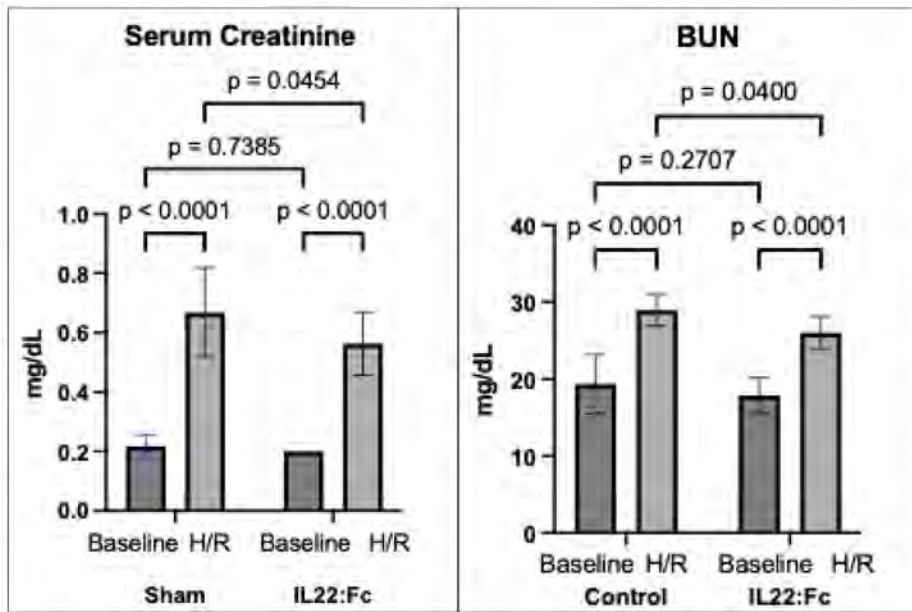 Serum Creatinine
p = 0.0454
p = 0.7385
p < 0.0001 p < 0.0001
1.0
0.8
0.6
0.4
0.2
0.0
mg/dL
Baseline H/R Baseline H/R
Sham IL22:Fc
BUN
p = 0.0400
p = 0.2707
p < 0.0001 p < 0.0001
40
30
20
10
0
mg/dL
Baseline H/R Baseline H/R
Control IL22:Fc